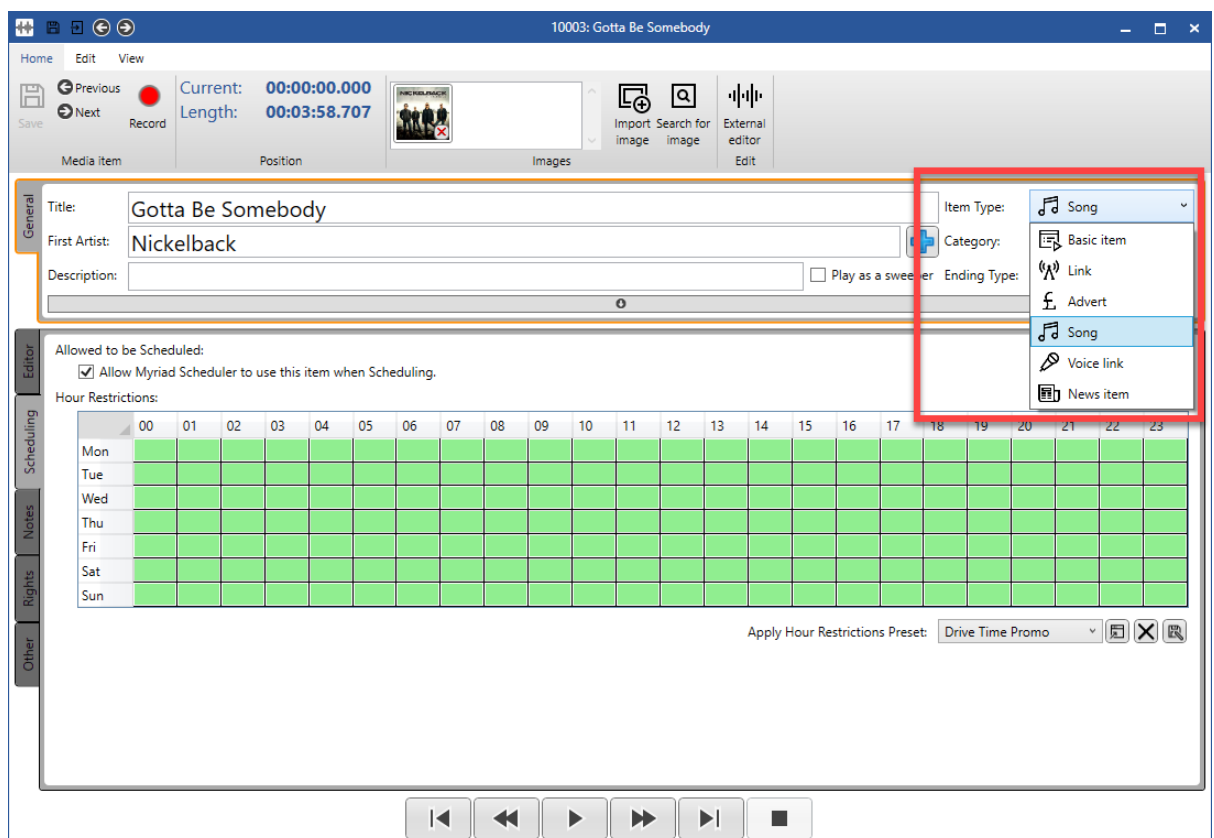 10003: Gotta Be Somebody
Home Edit View
Save
Previous
Next
Record
Media item
Current: 00:00:00.000
Length: 00:03:58.707
Position
NICKELBACK
Images
Import image
Search for image
External editor
Edit
General
Title: Gotta Be Somebody
Item Type: Song
First Artist: Nickelback
Category:
Description:
Play as a sweeper
Ending Type:
Basic item
Link
Advert
Song
Voice link
News item
Editor
Scheduling
Notes
Rights
Other
Allowed to be Scheduled:
Allow Myriad Scheduler to use this item when Scheduling.
Hour Restrictions:
00 01 02 03 04 05 06 07 08 09 10 11 12 13 14 15 16 17 18 19 20 21 22 23
Mon
Tue
Wed
Thu
Fri
Sat
Sun
Apply Hour Restrictions Preset: Drive Time Promo